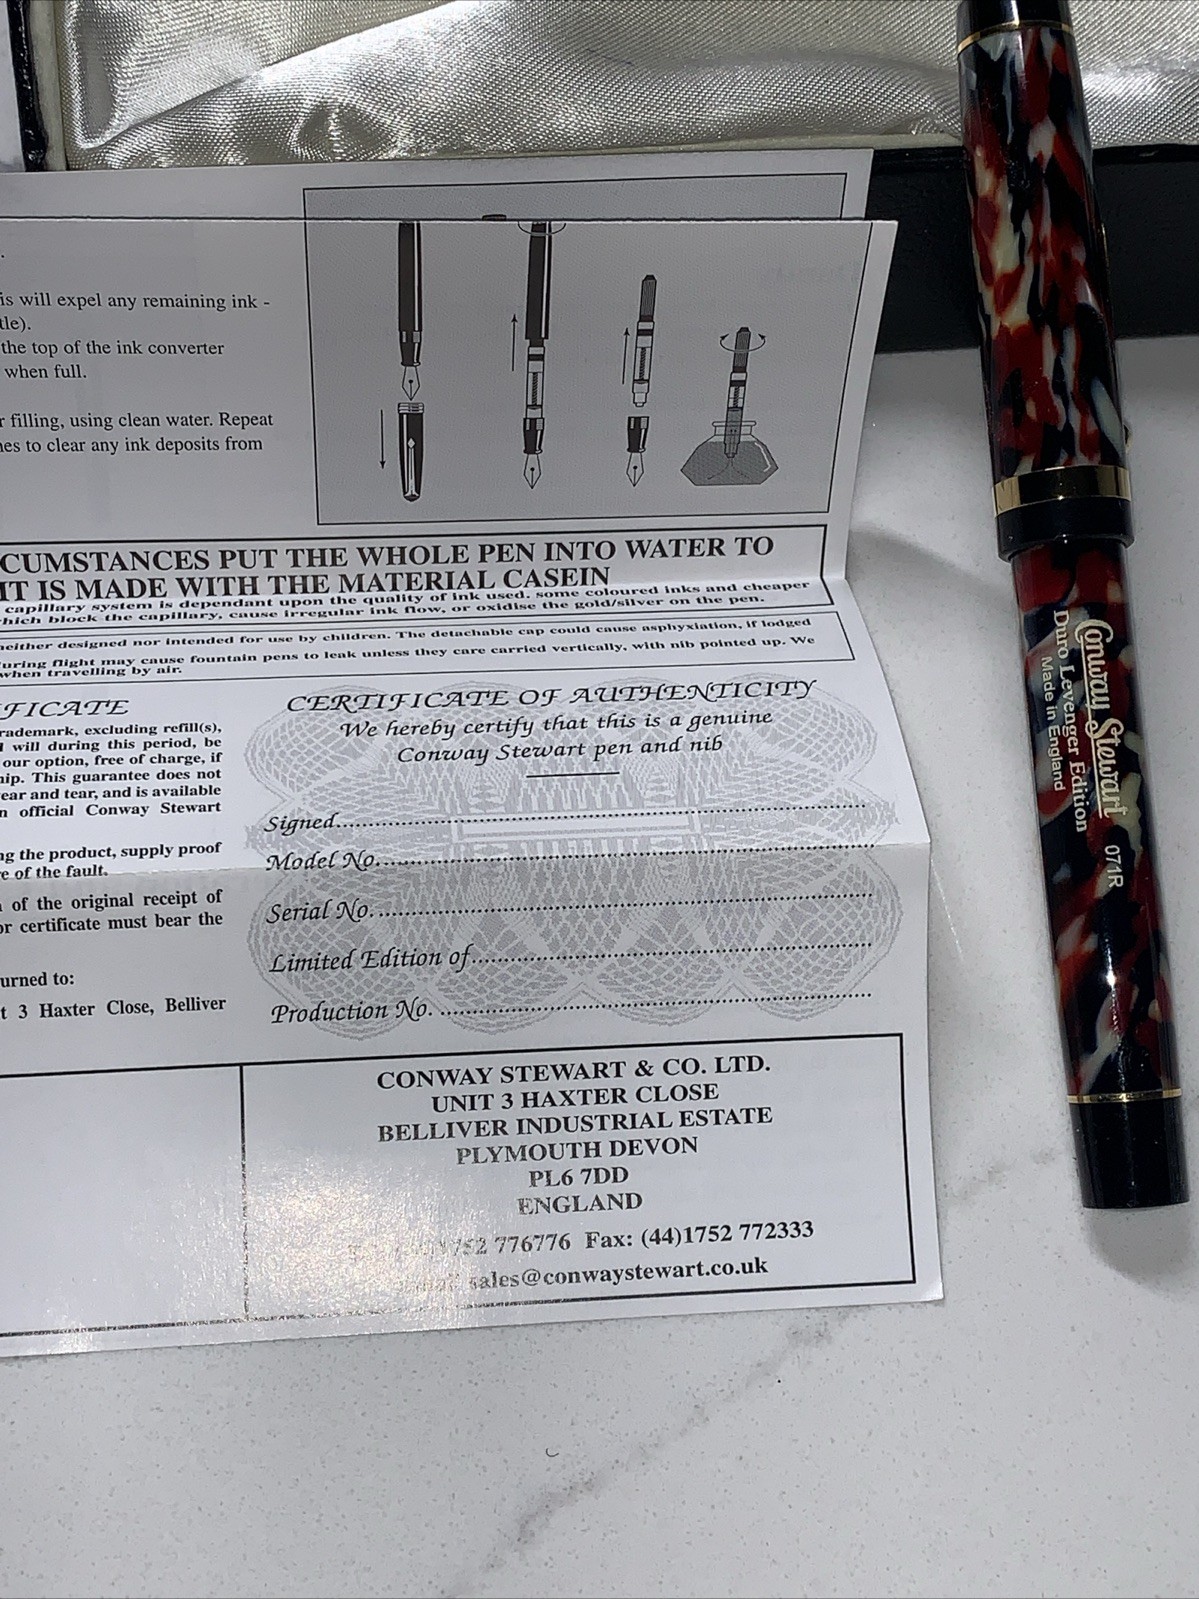 is will expel any remaining ink -
tle).
the top of the ink converter
when full.
r filling, using clean water. Repeat
nes to clear any ink deposits from
CUMSTANCES PUT THE WHOLE PEN INTO WATER TO
IT IS MADE WITH THE MATERIAL CASEIN
capillary system is dependant upon the quality of ink used. some coloured inks and cheaper
hich block the capillary, cause irregular ink flow, or oxidise the gold/silver on the pen.
neither designed nor intended for use by children. The detachable cap could cause asphyxiation, if lodged
uring flight may cause fountain pens to leak unless they care carried vertically, with nib pointed up. We
when travelling by air.
IFICATE
rademark, excluding refill(s),
l will during this period, be
our option, free of charge, if
ip. This guarantee does not
ear and tear, and is available
n official Conway Stewart
ng the product, supply proof
e of the fault.
n of the original receipt of
or certificate must bear the
urned to:
t 3 Haxter Close, Belliver
CERTIFICATE OF AUTHENTICITY
We hereby certify that this is a genuine
Conway Stewart pen and nib
Signed
Model No.
Serial No.
Limited Edition of
Production No.
CONWAY STEWART & CO. LTD.
UNIT 3 HAXTER CLOSE
BELLIVER INDUSTRIAL ESTATE
PLYMOUTH DEVON
PL6 7DD
ENGLAND
1752 776776 Fax: (44)1752 772333
sales@conwaystewart.co.uk
Conway Stewart 071R
Duro Levenger Edition
Made in England